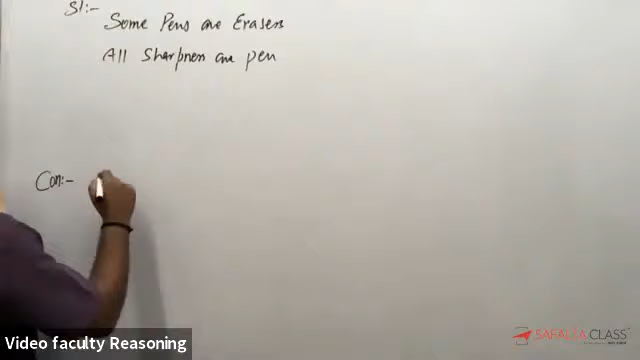 St:-
Some Pens are Erasers
All Sharpners are pen
Con:-
SAFALTA CLASS
Video faculty Reasoning